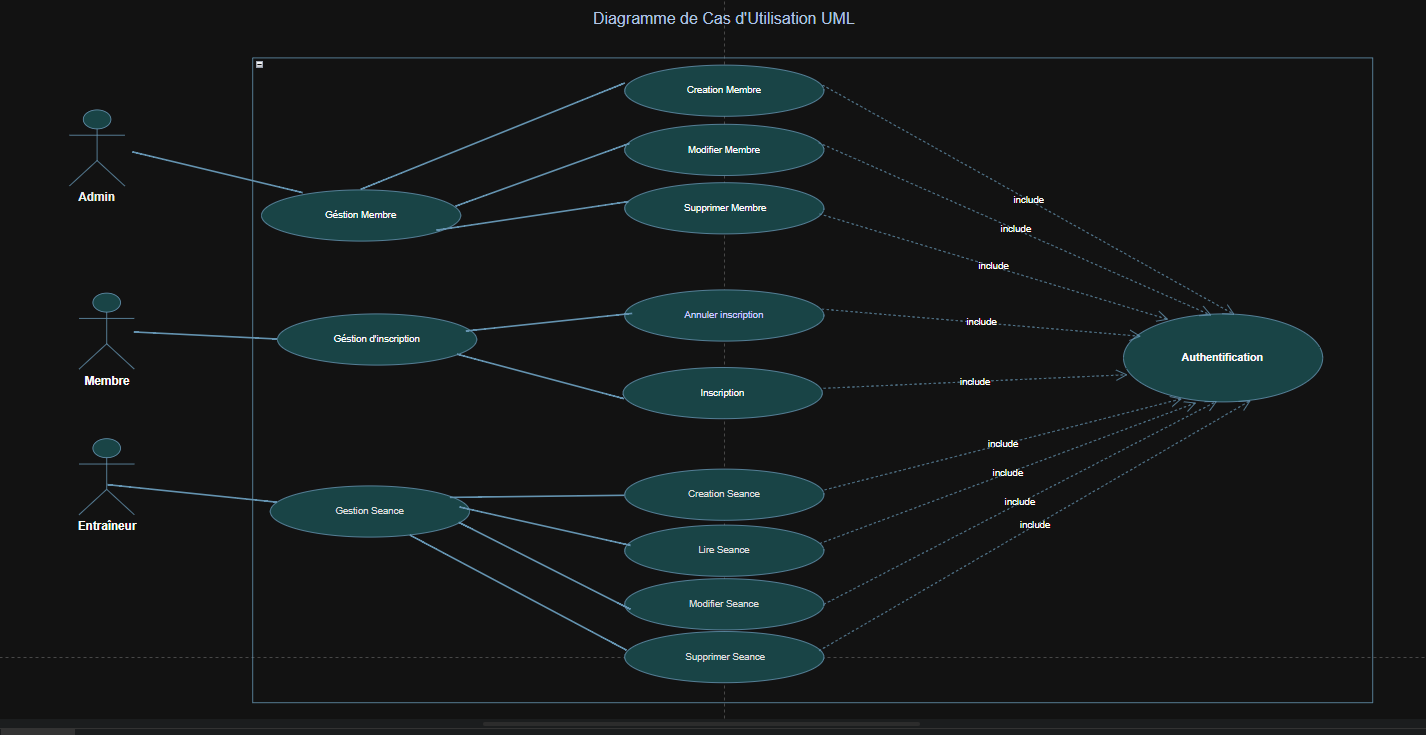 Diagramme de Cas d'Utilisation UML
Creation Membre
Modifier Membre
Supprimer Membre
Admin
Géstion Membre
include
include
include
Annuler inscription
include
Géstion d'inscription
Membre
Authentification
Inscription
include
include
include
Creation Seance
include
include
Gestion Seance
Entraîneur
Lire Seance
Modifier Seance
Supprimer Seance